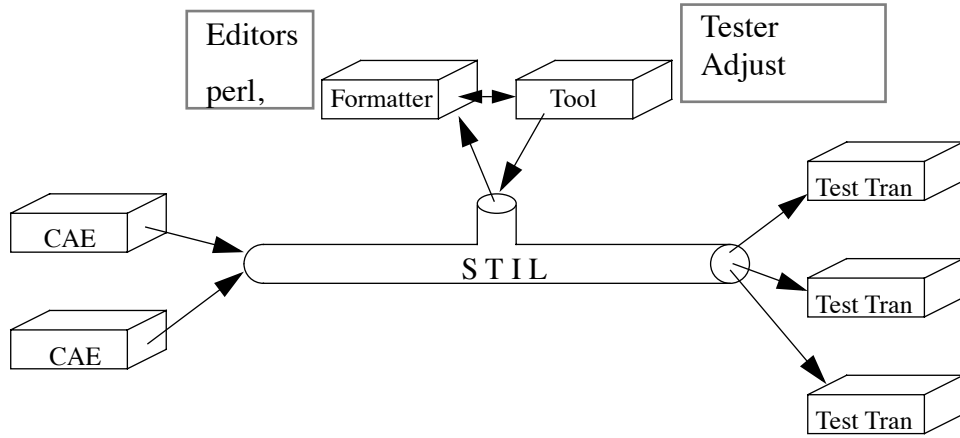 Editors
perl,
Tester
Adjust
Formatter
Tool
Test Tran
CAE
S T I L
Test Tran
CAE
Test Tran